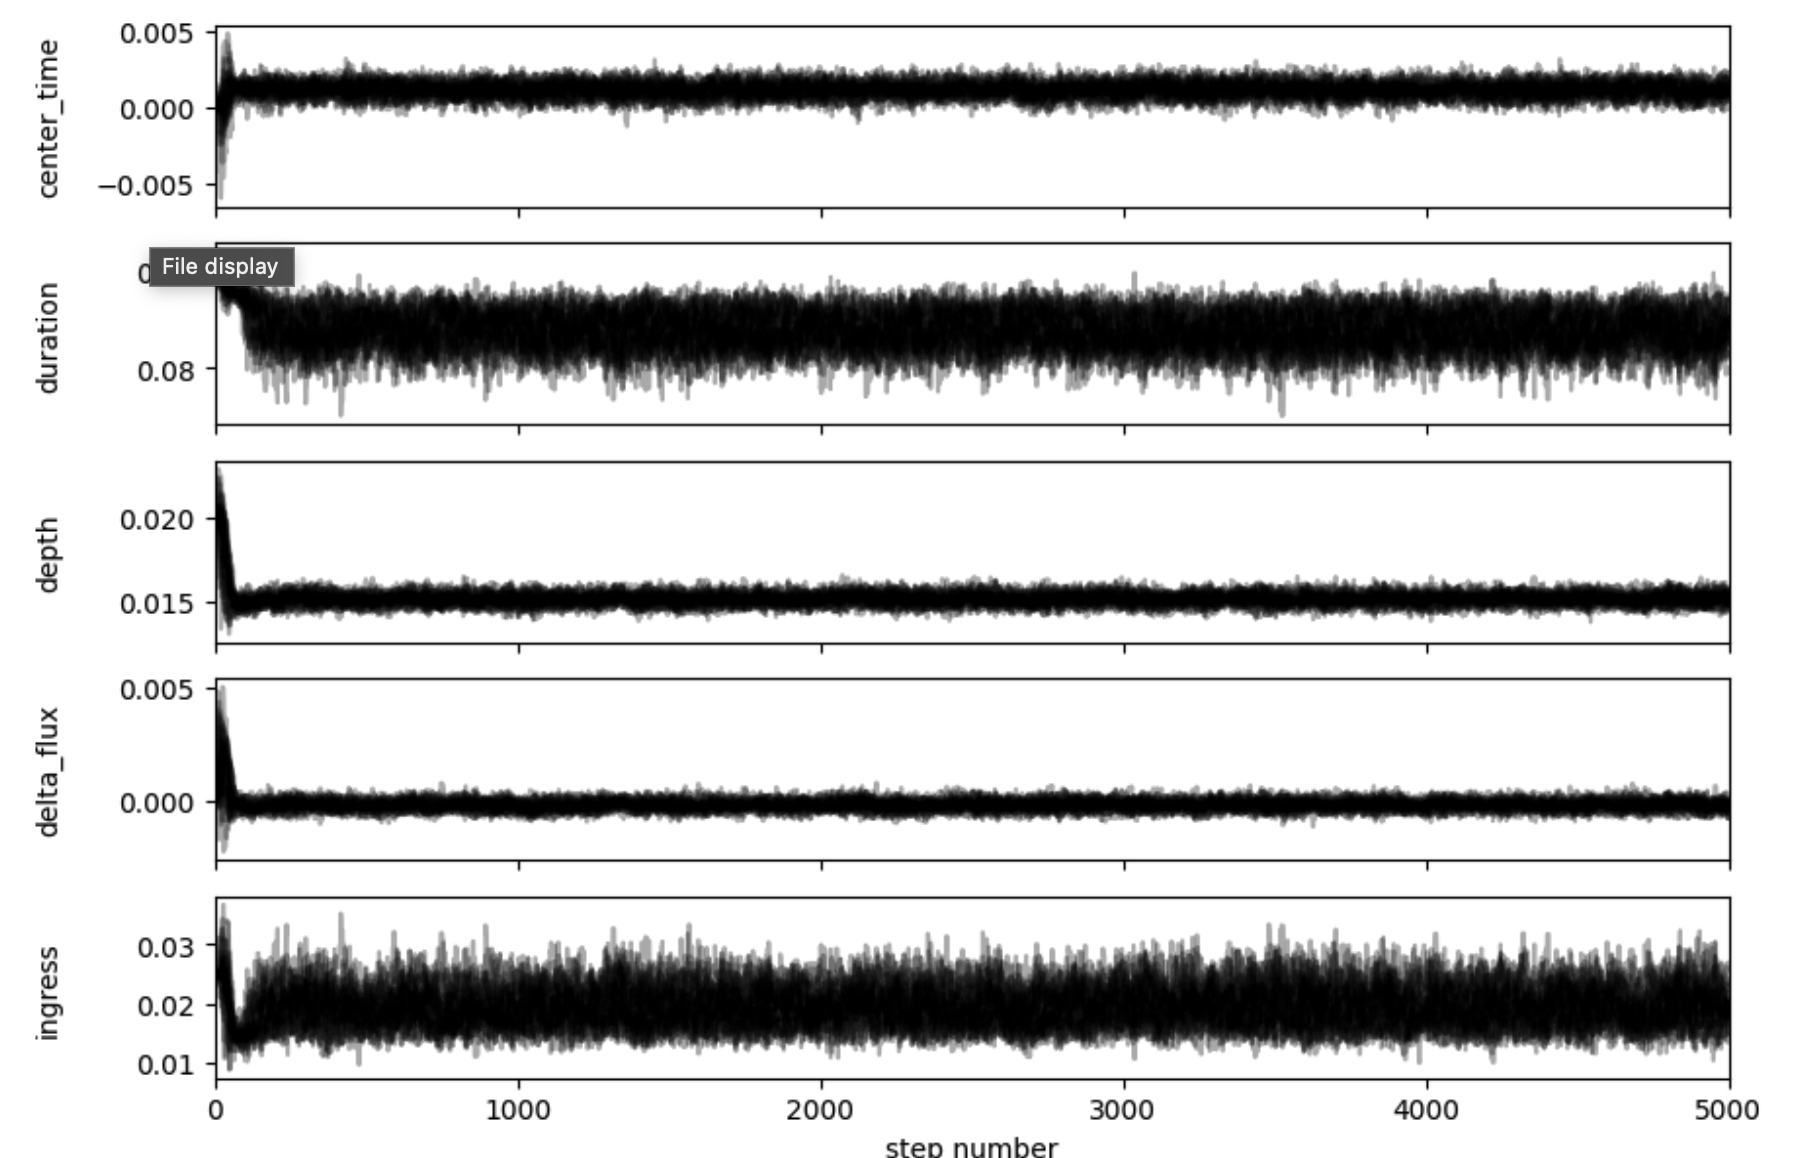 center_time
0.005
0.000
−0.005
duration
0
File display
0.08
depth
0.020
0.015
delta_flux
0.005
0.000
ingress
0.03
0.02
0.01
0 1000 2000 3000 4000 5000
step number